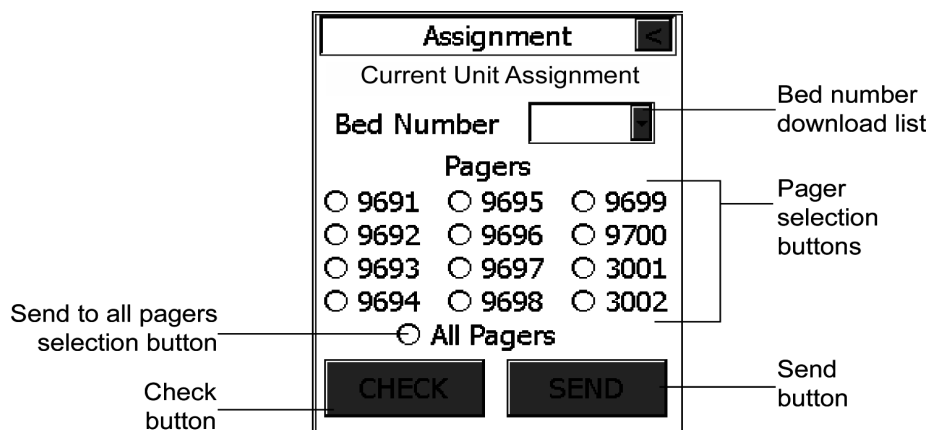 Assignment <
Current Unit Assignment
Bed Number
Bed number
download list
Pagers
9691 9695 9699
9692 9696 9700
9693 9697 3001
9694 9698 3002
Pager
selection
buttons
Send to all pagers
selection button
All Pagers
CHECK SEND
Check
button
Send
button